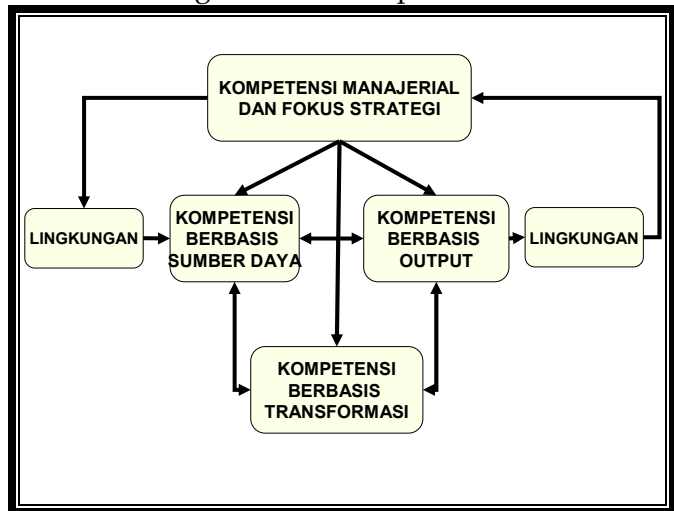 KOMPETENSI MANAJERIAL
DAN FOKUS STRATEGI
LINGKUNGAN
KOMPETENSI
BERBASIS
SUMBER DAYA
KOMPETENSI
BERBASIS
OUTPUT
LINGKUNGAN
KOMPETENSI
BERBASIS
TRANSFORMASI